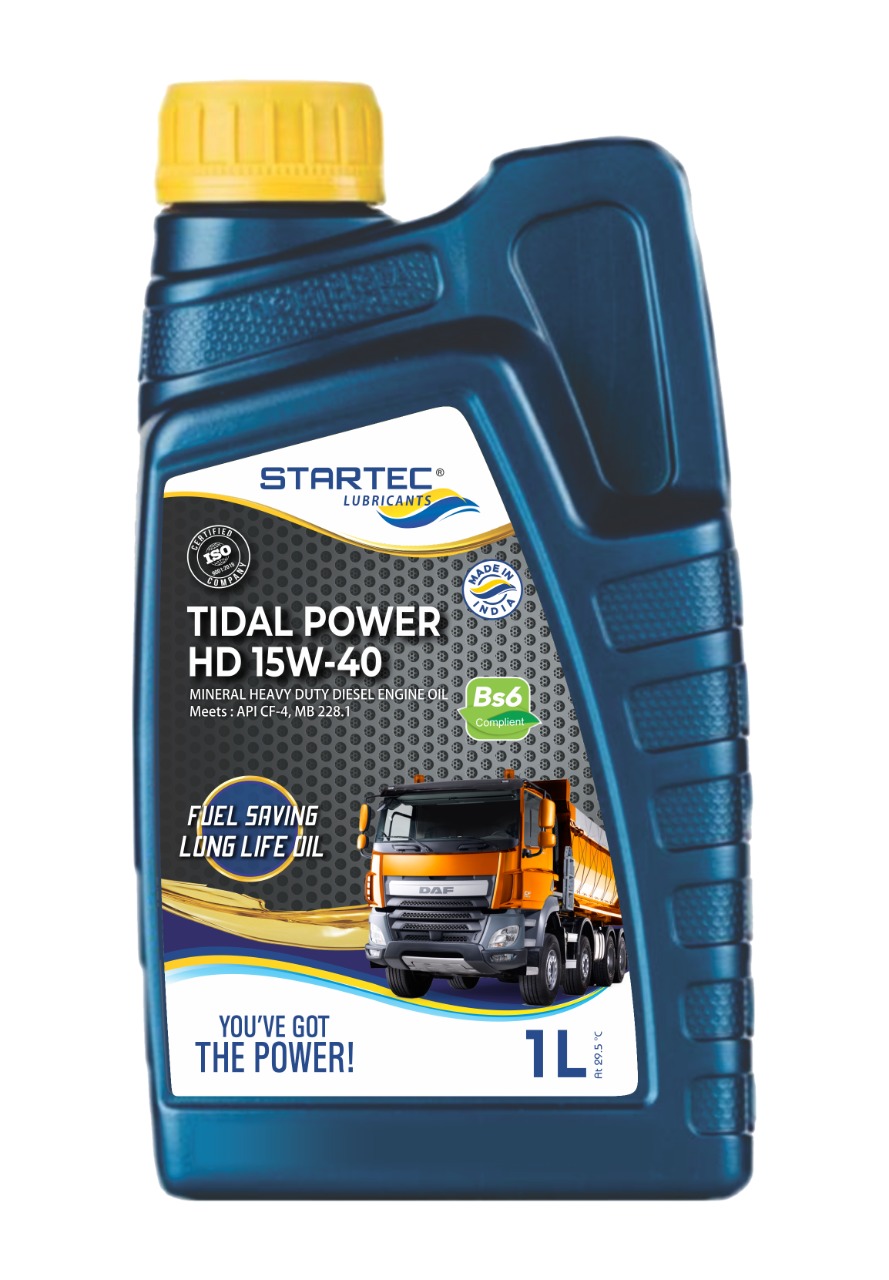 STARTEC®
LUBRICANTS
CERTIFIED
ISO
9001:2015
COMPANY
MADE IN
INDIA
TIDAL POWER
HD 15W-40
MINERAL HEAVY DUTY DIESEL ENGINE OIL
Meets : API CF-4, MB 228.1
Bs6
Complient
FUEL SAVING
LONG LIFE OIL
DAF
YOU'VE GOT
THE POWER!
1L
At 29.5 °C